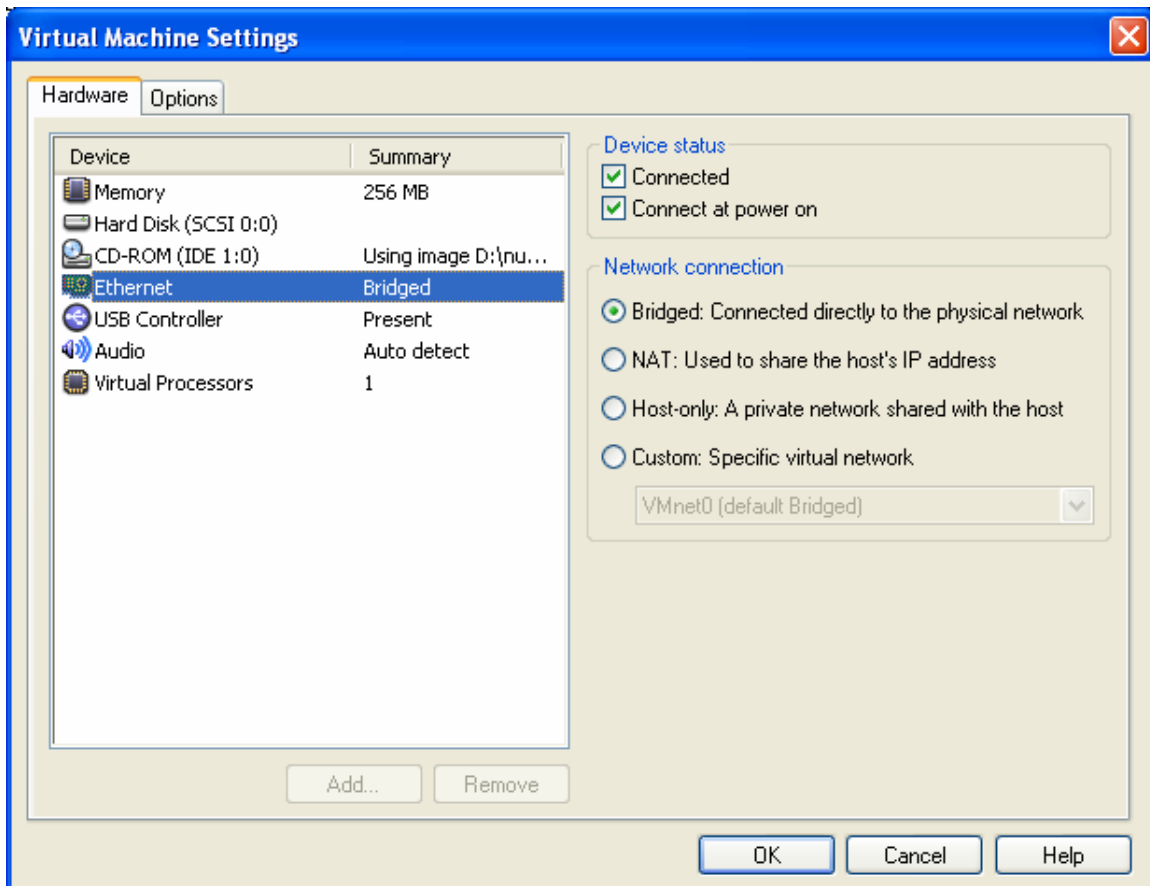 Virtual Machine Settings
Hardware Options
Device Summary
Memory 256 MB
Hard Disk (SCSI 0:0)
CD-ROM (IDE 1:0) Using image D:\nu...
Ethernet Bridged
USB Controller Present
Audio Auto detect
Virtual Processors 1
Add... Remove
Device status
Connected
Connect at power on
Network connection
Bridged: Connected directly to the physical network
NAT: Used to share the host's IP address
Host-only: A private network shared with the host
Custom: Specific virtual network
VMnet0 (default Bridged)
OK Cancel Help